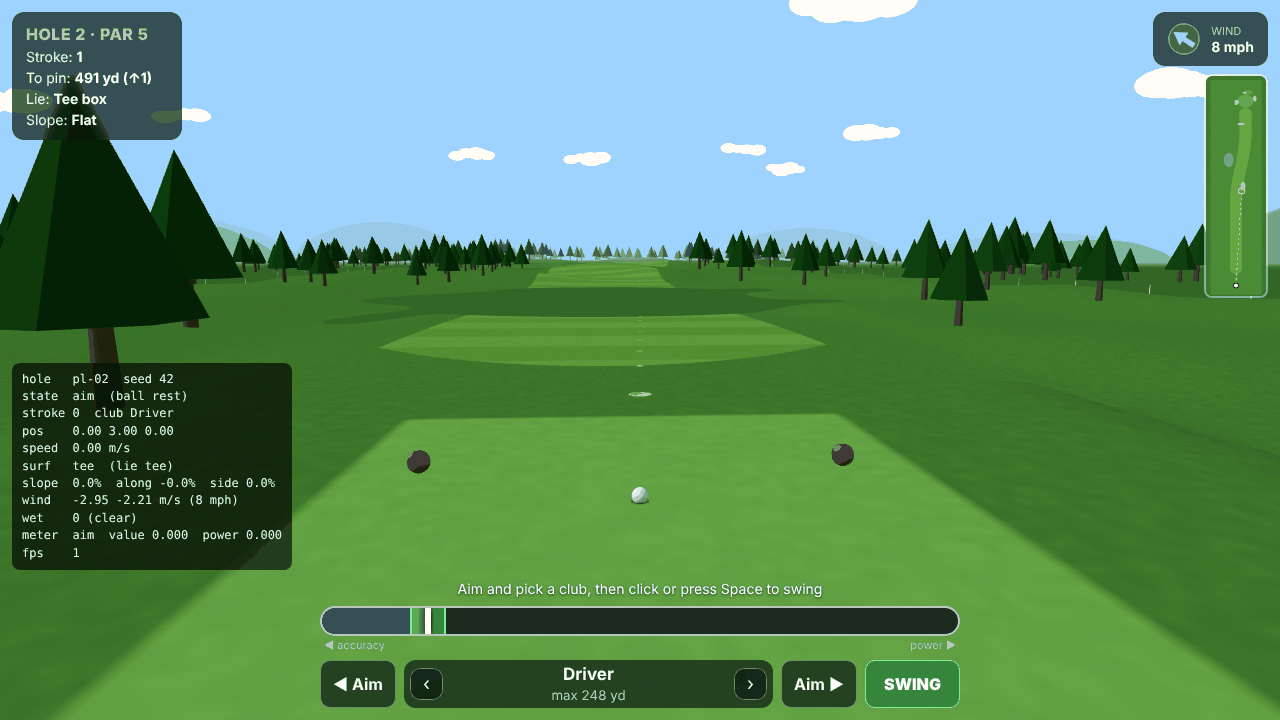 HOLE 2 · PAR 5
Stroke: 1
To pin: 491 yd (↑1)
Lie: Tee box
Slope: Flat
WIND
8 mph
hole pl-02 seed 42
state aim (ball rest)
stroke 0 club Driver
pos 0.00 3.00 0.00
speed 0.00 m/s
surf tee (lie tee)
slope 0.0% along -0.0% side 0.0%
wind -2.95 -2.21 m/s (8 mph)
wet 0 (clear)
meter aim value 0.000 power 0.000
fps 1
Aim and pick a club, then click or press Space to swing
◀ accuracy
power ▶
◀ Aim
‹
Driver
max 248 yd
›
Aim ▶
SWING